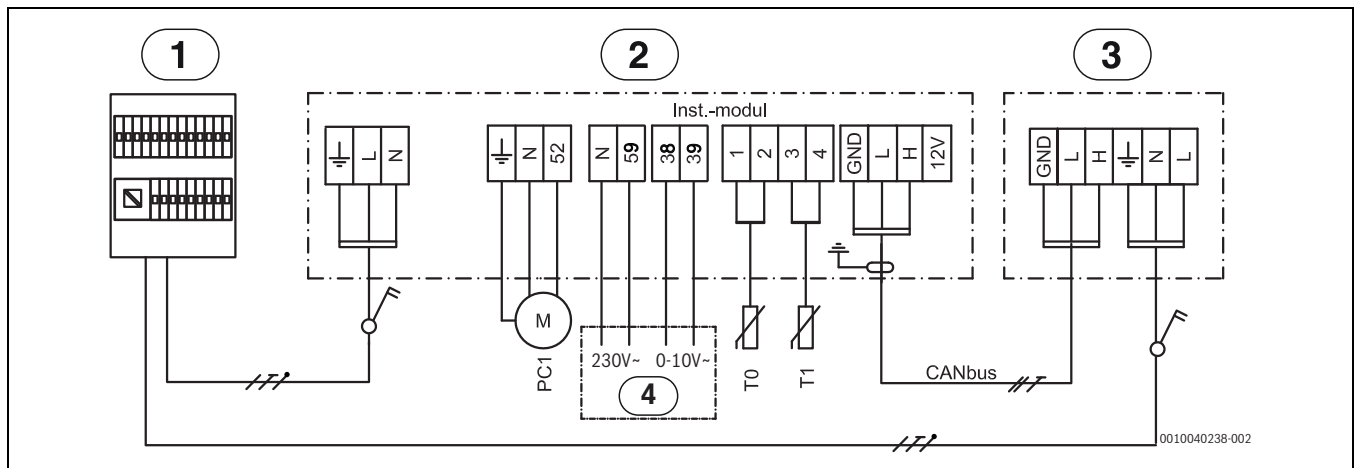 1
2
3
Inst.-modul
L
N
N
52
N
59
38
39
1
2
3
4
GND
L
H
12V
GND
L
H
N
L
M
PC1
230V~ 0-10V~
4
T0
T1
CANbus
0010040238-002